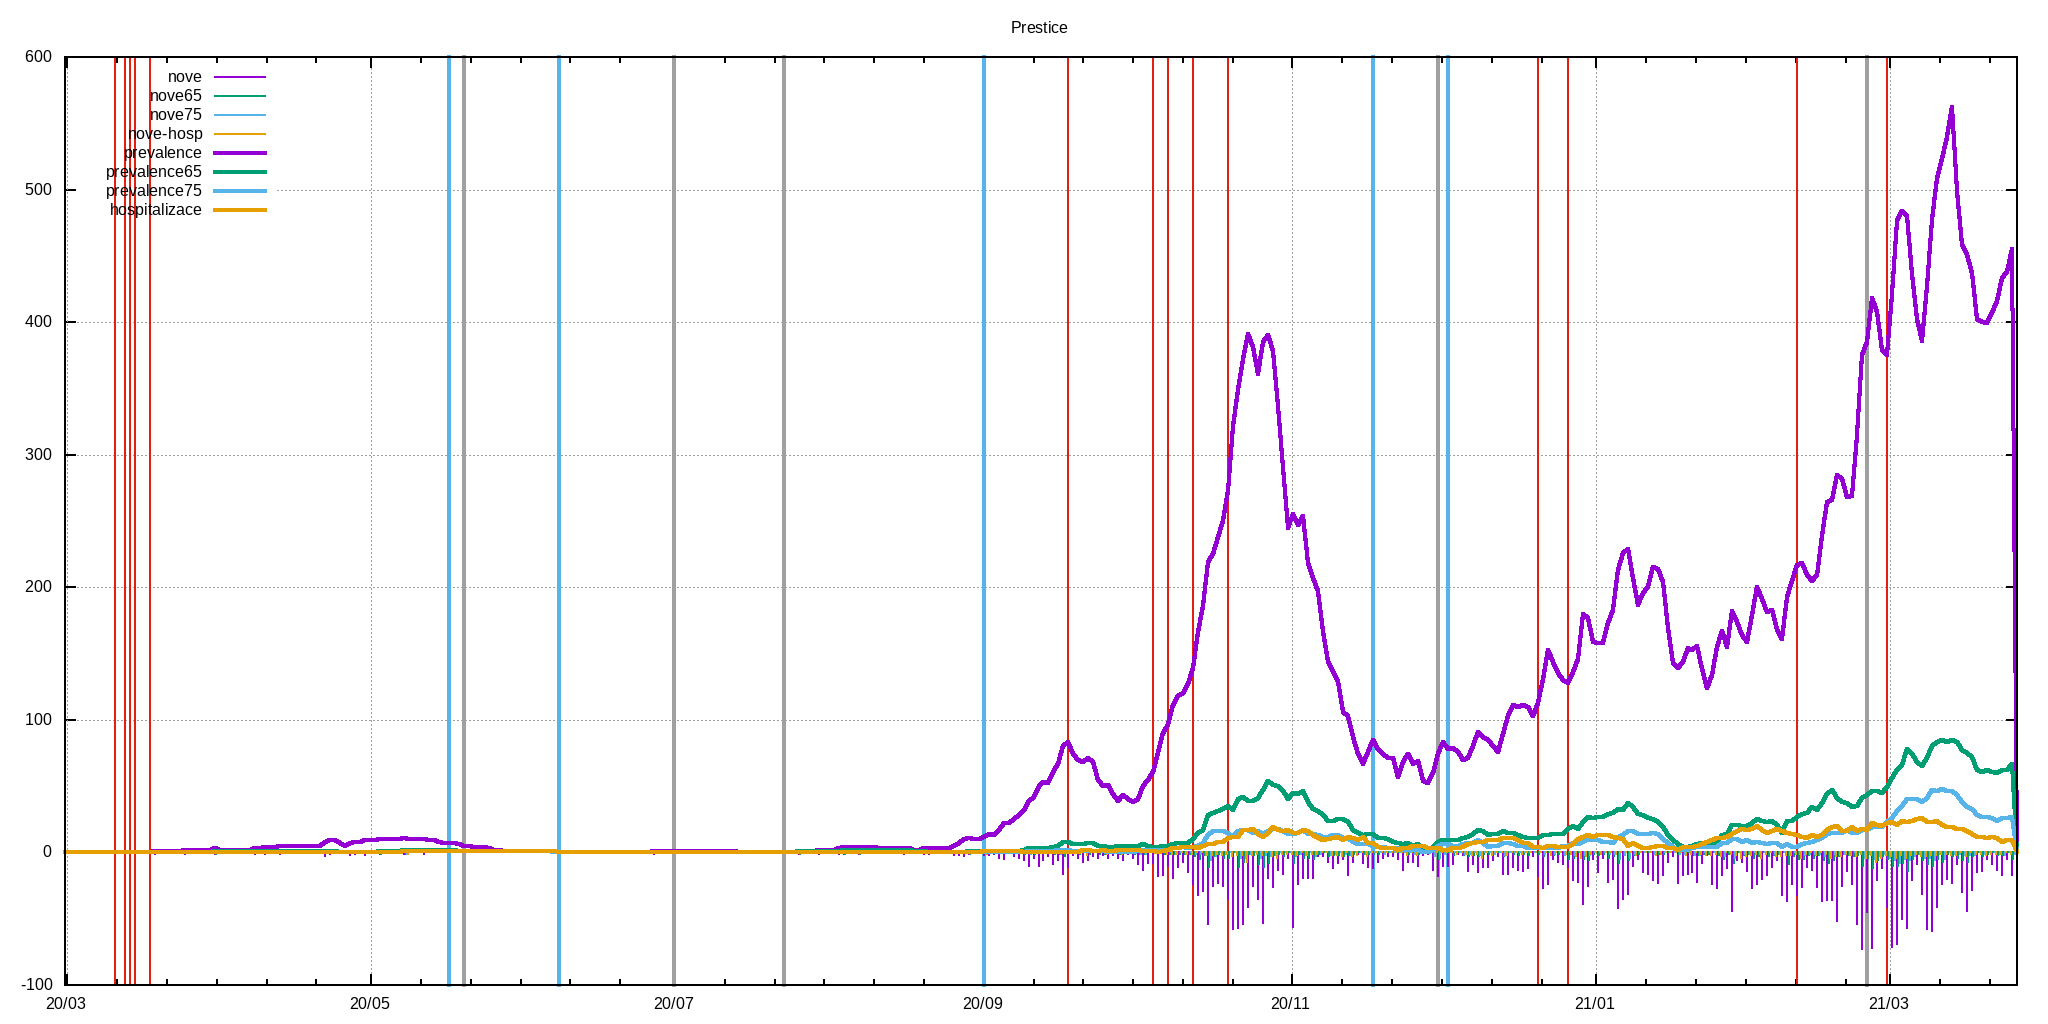 Prestice
600
nove
nove65
nove75
nove-hosp
prevalence
prevalence65
prevalence75
hospitalizace
500
400
300
200
100
0
-100
20/03 20/05 20/07 20/09 20/11 21/01 21/03